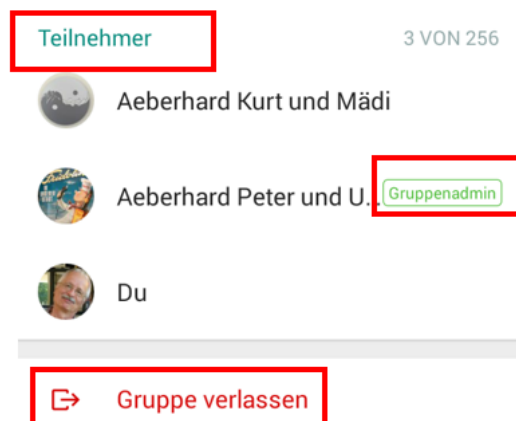 Teilnehmer 3 VON 256
Aeberhard Kurt und Mädi
Aeberhard Peter und U... Gruppenadmin
Du
Gruppe verlassen